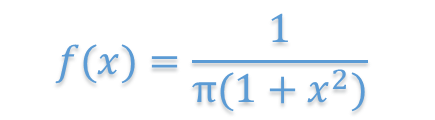 f(x) = 1 / π(1 + x²)